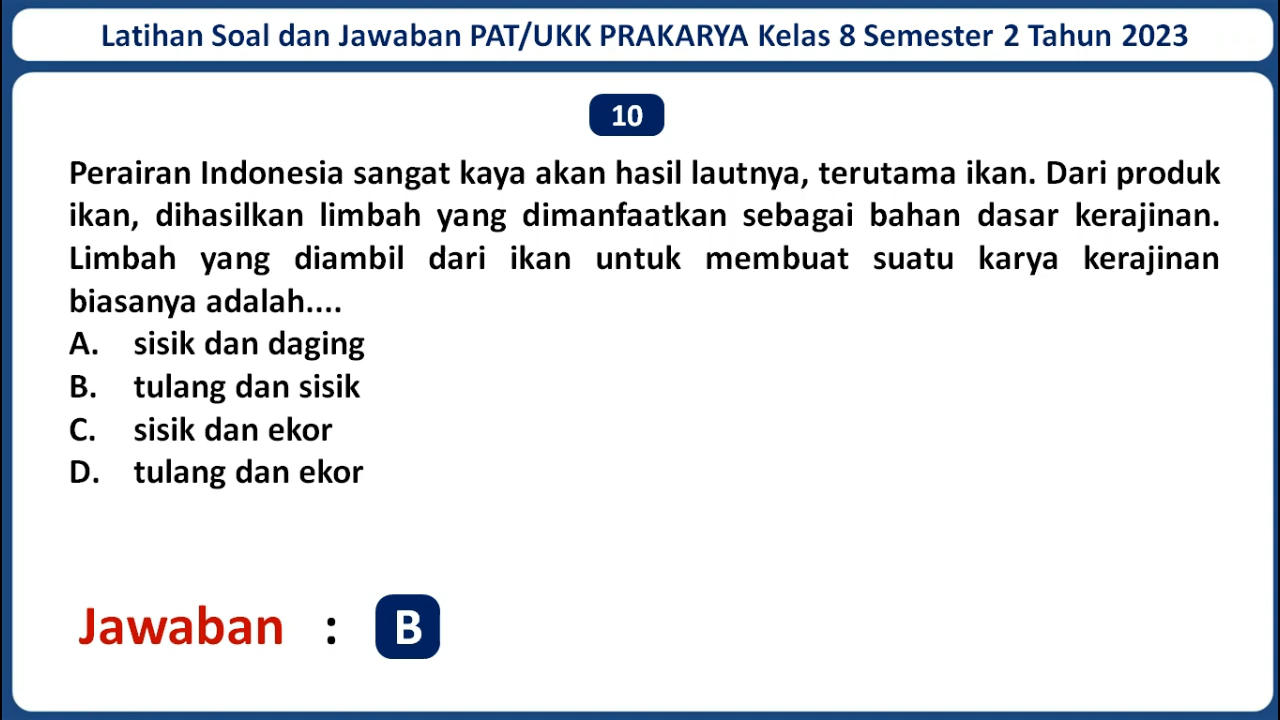 Latihan Soal dan Jawaban PAT/UKK PRAKARYA Kelas 8 Semester 2 Tahun 2023
10
Perairan Indonesia sangat kaya akan hasil lautnya, terutama ikan. Dari produk
ikan, dihasilkan limbah yang dimanfaatkan sebagai bahan dasar kerajinan.
Limbah yang diambil dari ikan untuk membuat suatu karya kerajinan
biasanya adalah....
A. sisik dan daging
B. tulang dan sisik
C. sisik dan ekor
D. tulang dan ekor
Jawaban : B